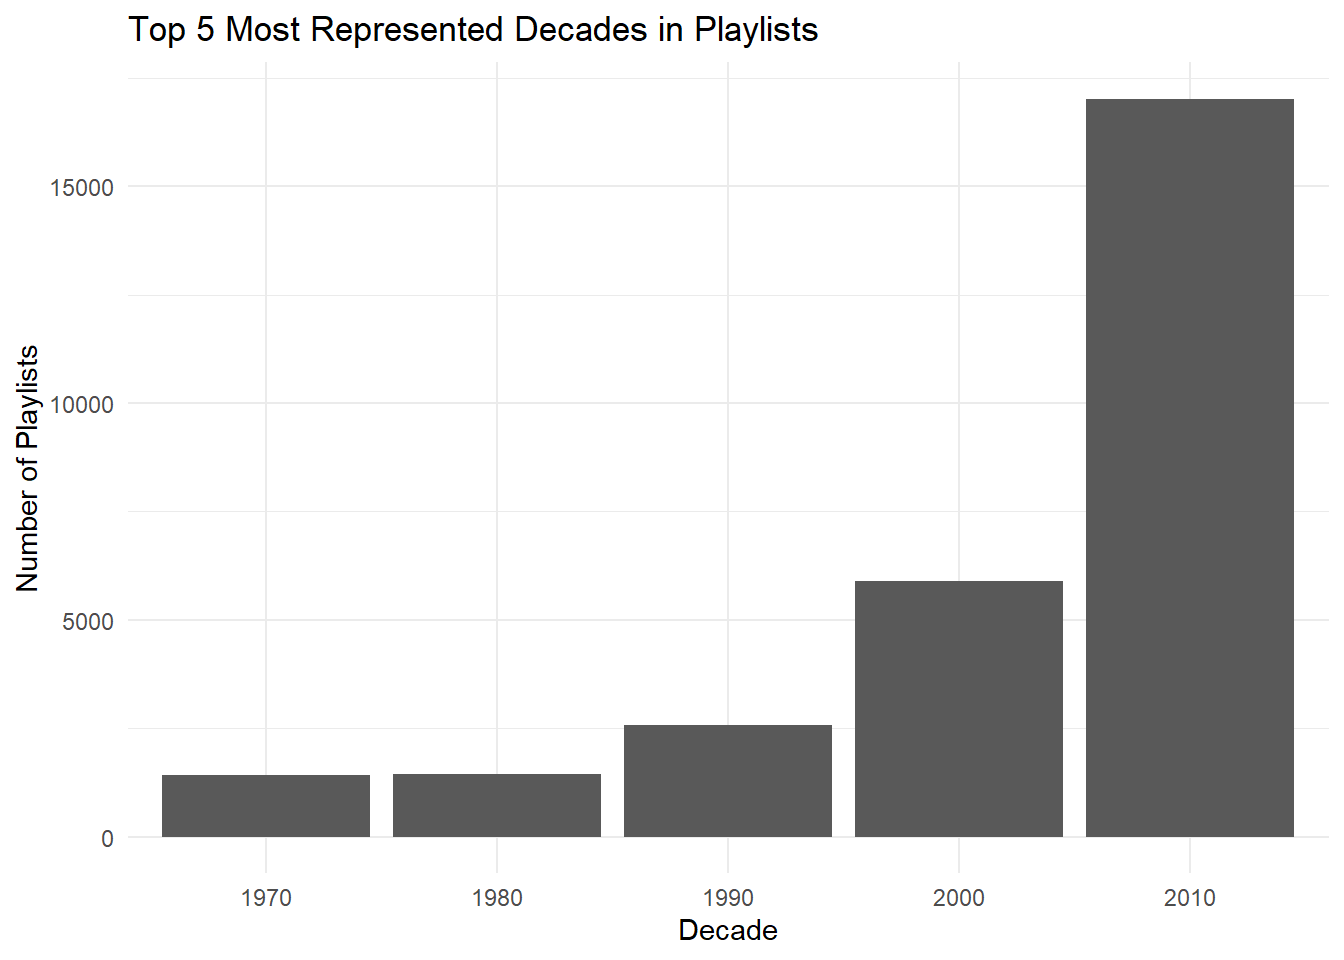 Top 5 Most Represented Decades in Playlists
Number of Playlists
15000
10000
5000
0
1970 1980 1990 2000 2010
Decade